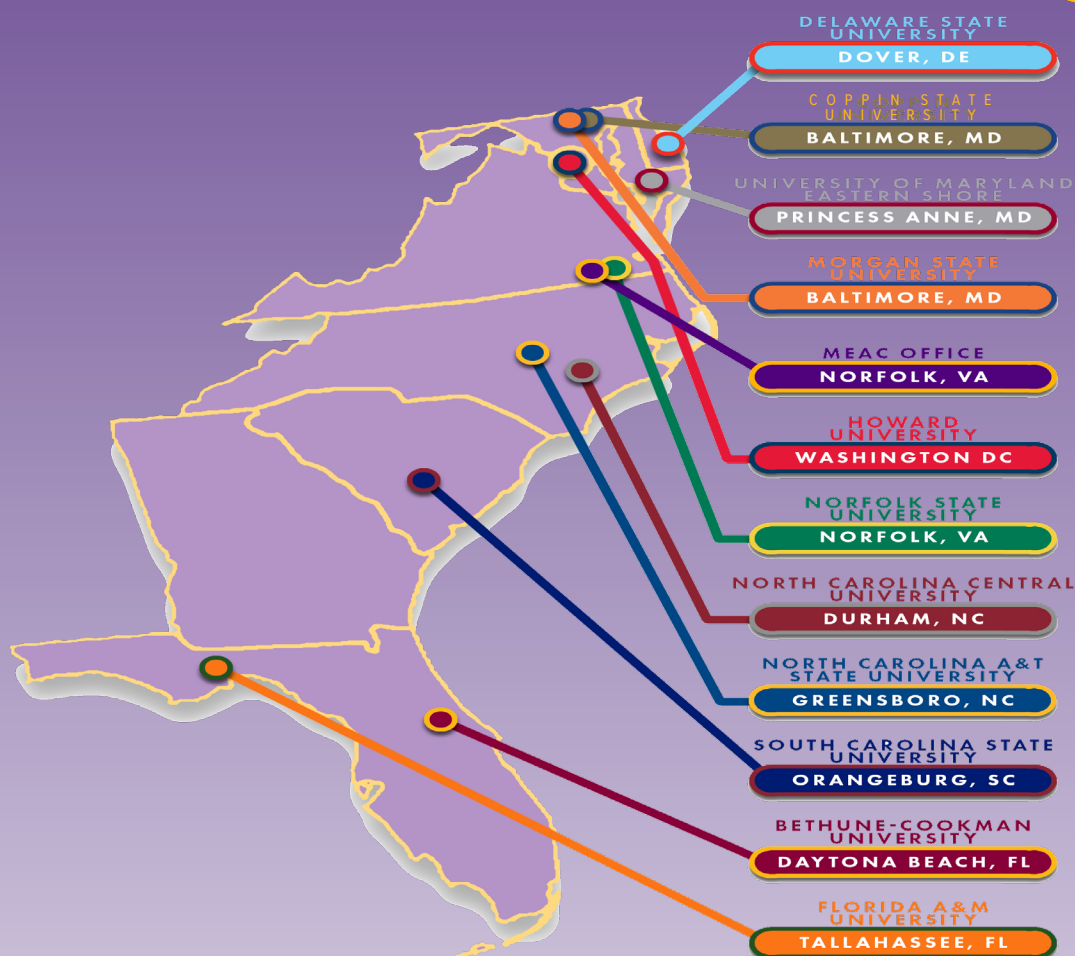 DELAWARE STATE
UNIVERSITY
DOVER, DE
COPPIN STATE
UNIVERSITY
BALTIMORE, MD
UNIVERSITY OF MARYLAND
EASTERN SHORE
PRINCESS ANNE, MD
MORGAN STATE
UNIVERSITY
BALTIMORE, MD
MEAC OFFICE
NORFOLK, VA
HOWARD
UNIVERSITY
WASHINGTON DC
NORFOLK STATE
UNIVERSITY
NORFOLK, VA
NORTH CAROLINA CENTRAL
UNIVERSITY
DURHAM, NC
NORTH CAROLINA A&T
STATE UNIVERSITY
GREENSBORO, NC
SOUTH CAROLINA STATE
UNIVERSITY
ORANGEBURG, SC
BETHUNE-COOKMAN
UNIVERSITY
DAYTONA BEACH, FL
FLORIDA A&M
UNIVERSITY
TALLAHASSEE, FL